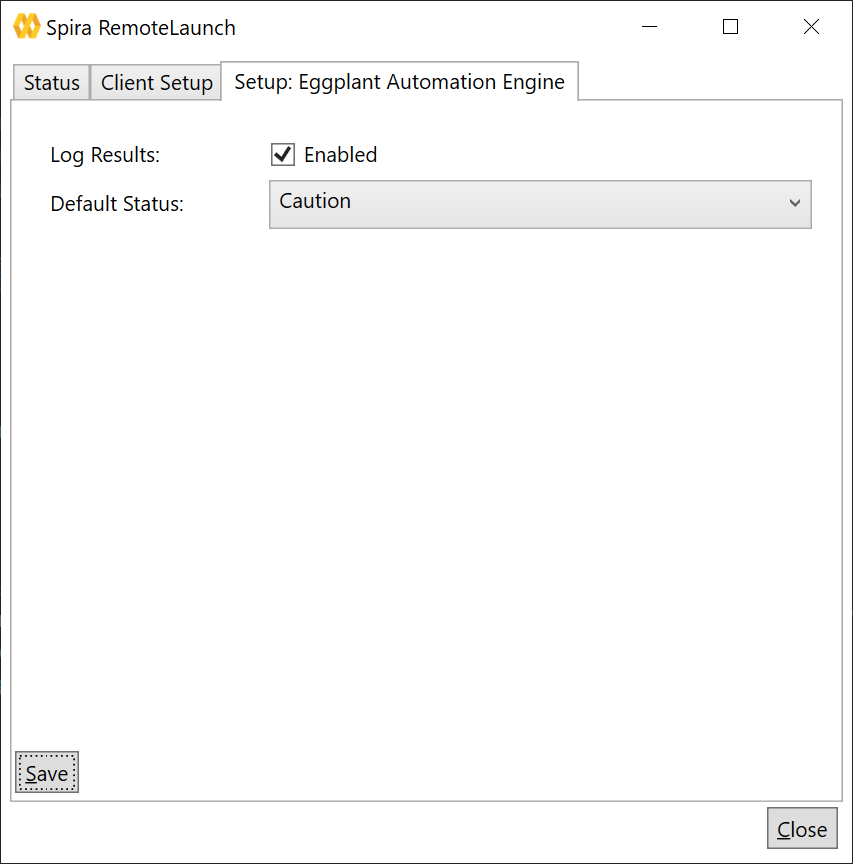 Spira RemoteLaunch
Status Client Setup Setup: Eggplant Automation Engine
Log Results: Enabled
Default Status: Caution
Save
Close